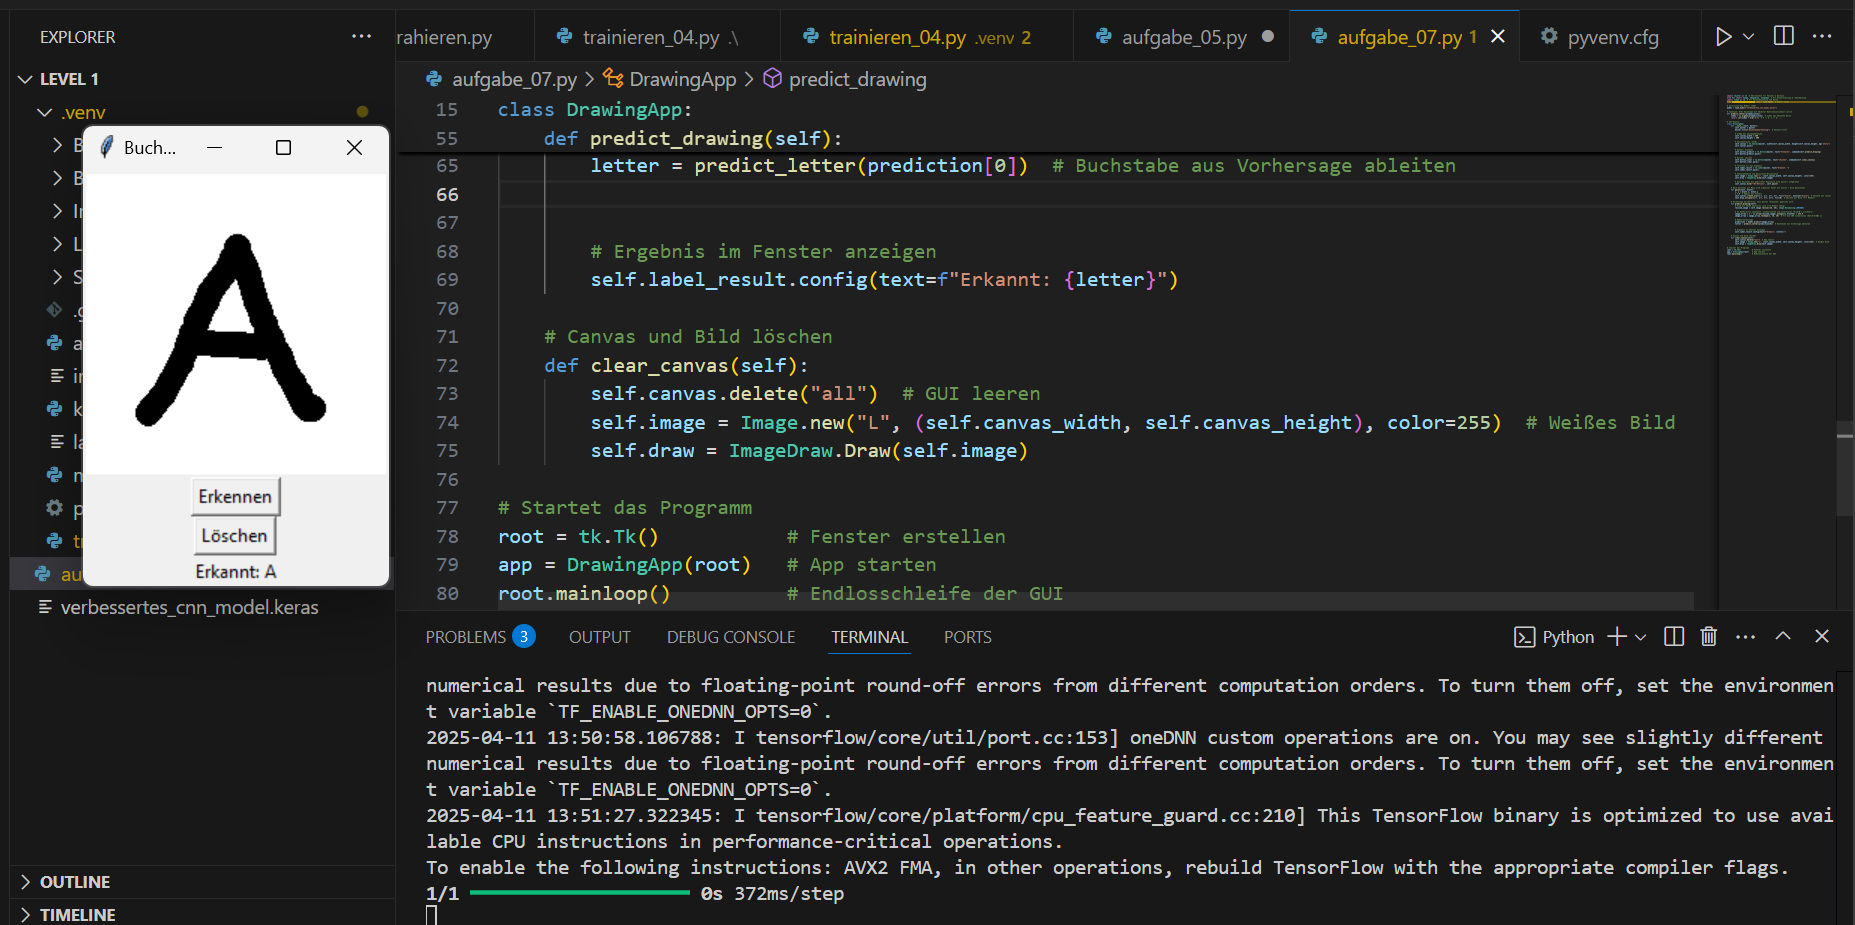 EXPLORER
LEVEL 1
.venv
Buch...
A
Erkennen
Löschen
Erkannt: A
verbessertes_cnn_model.keras
OUTLINE
TIMELINE
rahieren.py
trainieren_04.py .\
trainieren_04.py .venv 2
aufgabe_05.py
aufgabe_07.py 1
pyvenv.cfg
aufgabe_07.py > DrawingApp > predict_drawing
15 class DrawingApp:
55 def predict_drawing(self):
65 letter = predict_letter(prediction[0]) # Buchstabe aus Vorhersage ableiten
66
67
68 # Ergebnis im Fenster anzeigen
69 self.label_result.config(text=f"Erkannt: {letter}")
70
71 # Canvas und Bild löschen
72 def clear_canvas(self):
73 self.canvas.delete("all") # GUI leeren
74 self.image = Image.new("L", (self.canvas_width, self.canvas_height), color=255) # Weißes Bild
75 self.draw = ImageDraw.Draw(self.image)
76
77 # Startet das Programm
78 root = tk.Tk() # Fenster erstellen
79 app = DrawingApp(root) # App starten
80 root.mainloop() # Endlosschleife der GUI
PROBLEMS 3 OUTPUT DEBUG CONSOLE TERMINAL PORTS
Python
numerical results due to floating-point round-off errors from different computation orders. To turn them off, set the environmen
t variable `TF_ENABLE_ONEDNN_OPTS=0`.
2025-04-11 13:50:58.106788: I tensorflow/core/util/port.cc:153] oneDNN custom operations are on. You may see slightly different
numerical results due to floating-point round-off errors from different computation orders. To turn them off, set the environmen
t variable `TF_ENABLE_ONEDNN_OPTS=0`.
2025-04-11 13:51:27.322345: I tensorflow/core/platform/cpu_feature_guard.cc:210] This TensorFlow binary is optimized to use avai
lable CPU instructions in performance-critical operations.
To enable the following instructions: AVX2 FMA, in other operations, rebuild TensorFlow with the appropriate compiler flags.
1/1 0s 372ms/step